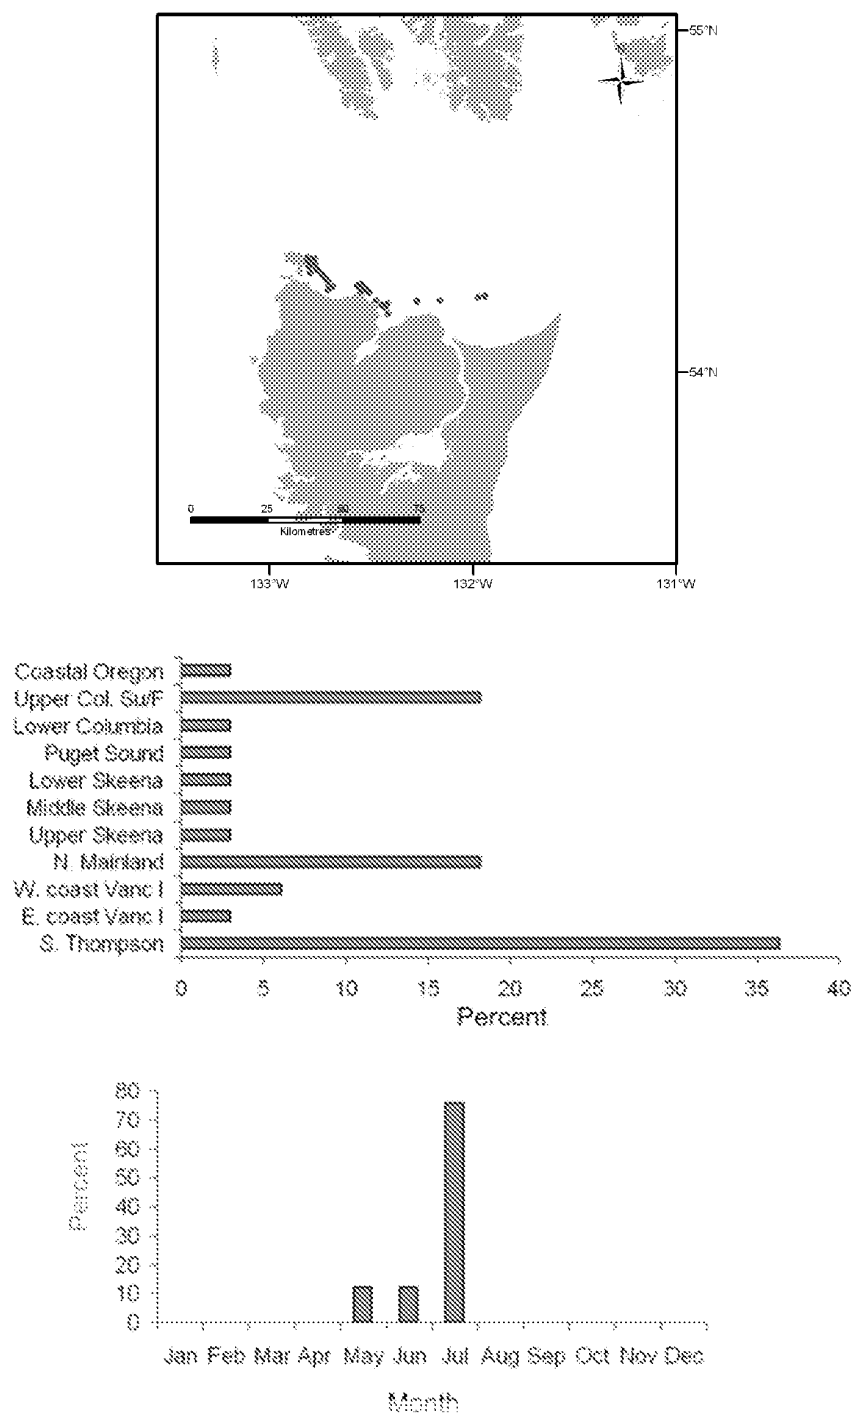 55°N
54°N
0 25 50 75
Kilometres
133°W 132°W 131°W
Coastal Oregon
Upper Col. Su/F
Lower Columbia
Puget Sound
Lower Skeena
Middle Skeena
Upper Skeena
N. Mainland
W. coast Vanc I
E. coast Vanc I
S. Thompson
0 5 10 15 20 25 30 35 40
Percent
80
70
60
50
40
30
20
10
0
Percent
Jan Feb Mar Apr May Jun Jul Aug Sep Oct Nov Dec
Month